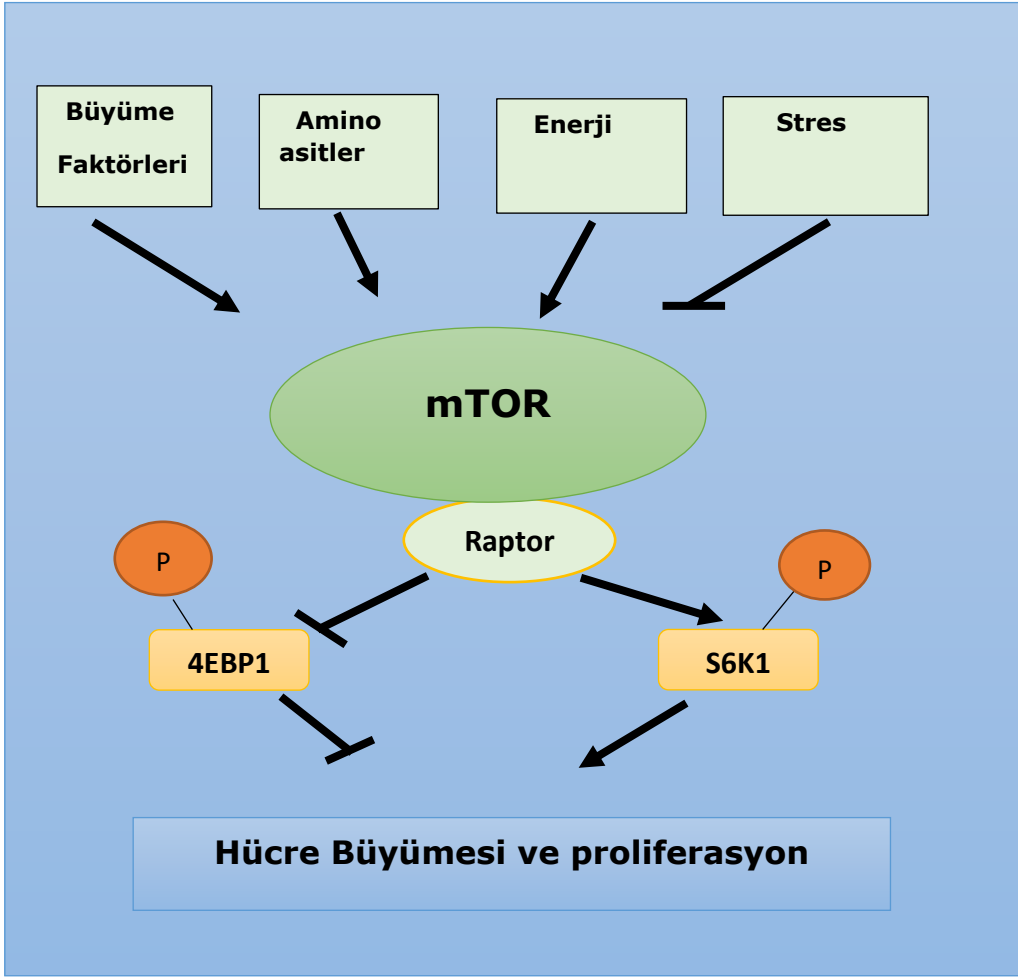 Büyüme
Faktörleri
Amino
asitler
Enerji
Stres
mTOR
Raptor
P
P
4EBP1
S6K1
Hücre Büyümesi ve proliferasyon